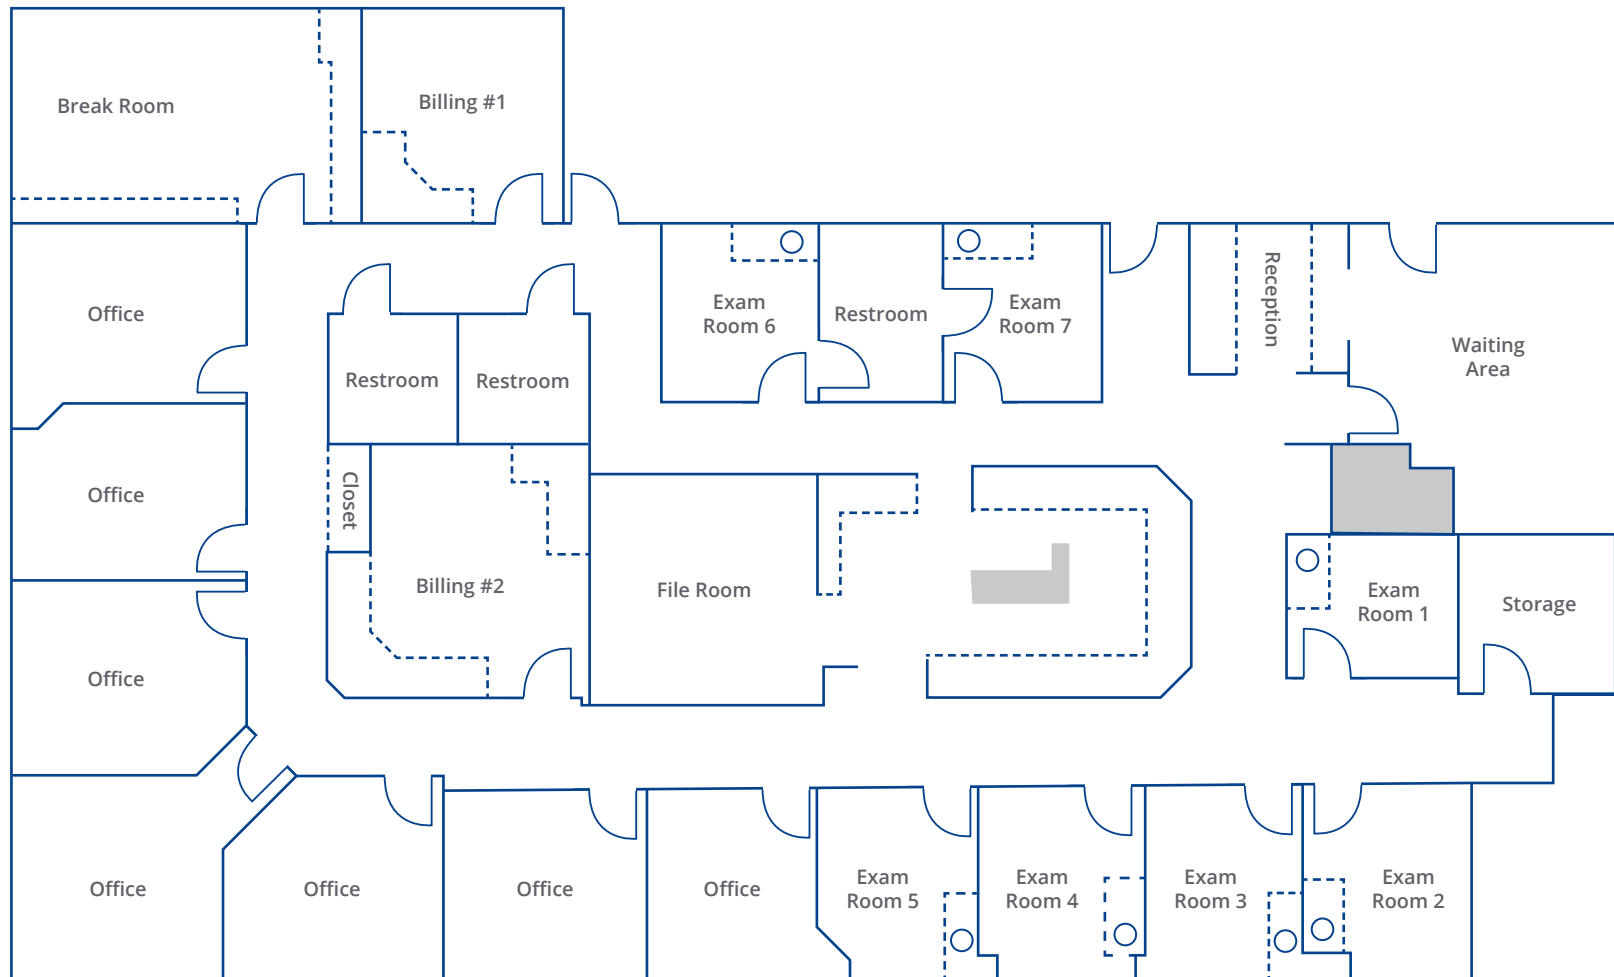 Break Room
Billing #1
Office
Restroom
Restroom
Exam
Room 6
Restroom
Exam
Room 7
Reception
Waiting
Area
Office
Closet
Billing #2
File Room
Exam
Room 1
Storage
Office
Office
Office
Office
Office
Exam
Room 5
Exam
Room 4
Exam
Room 3
Exam
Room 2